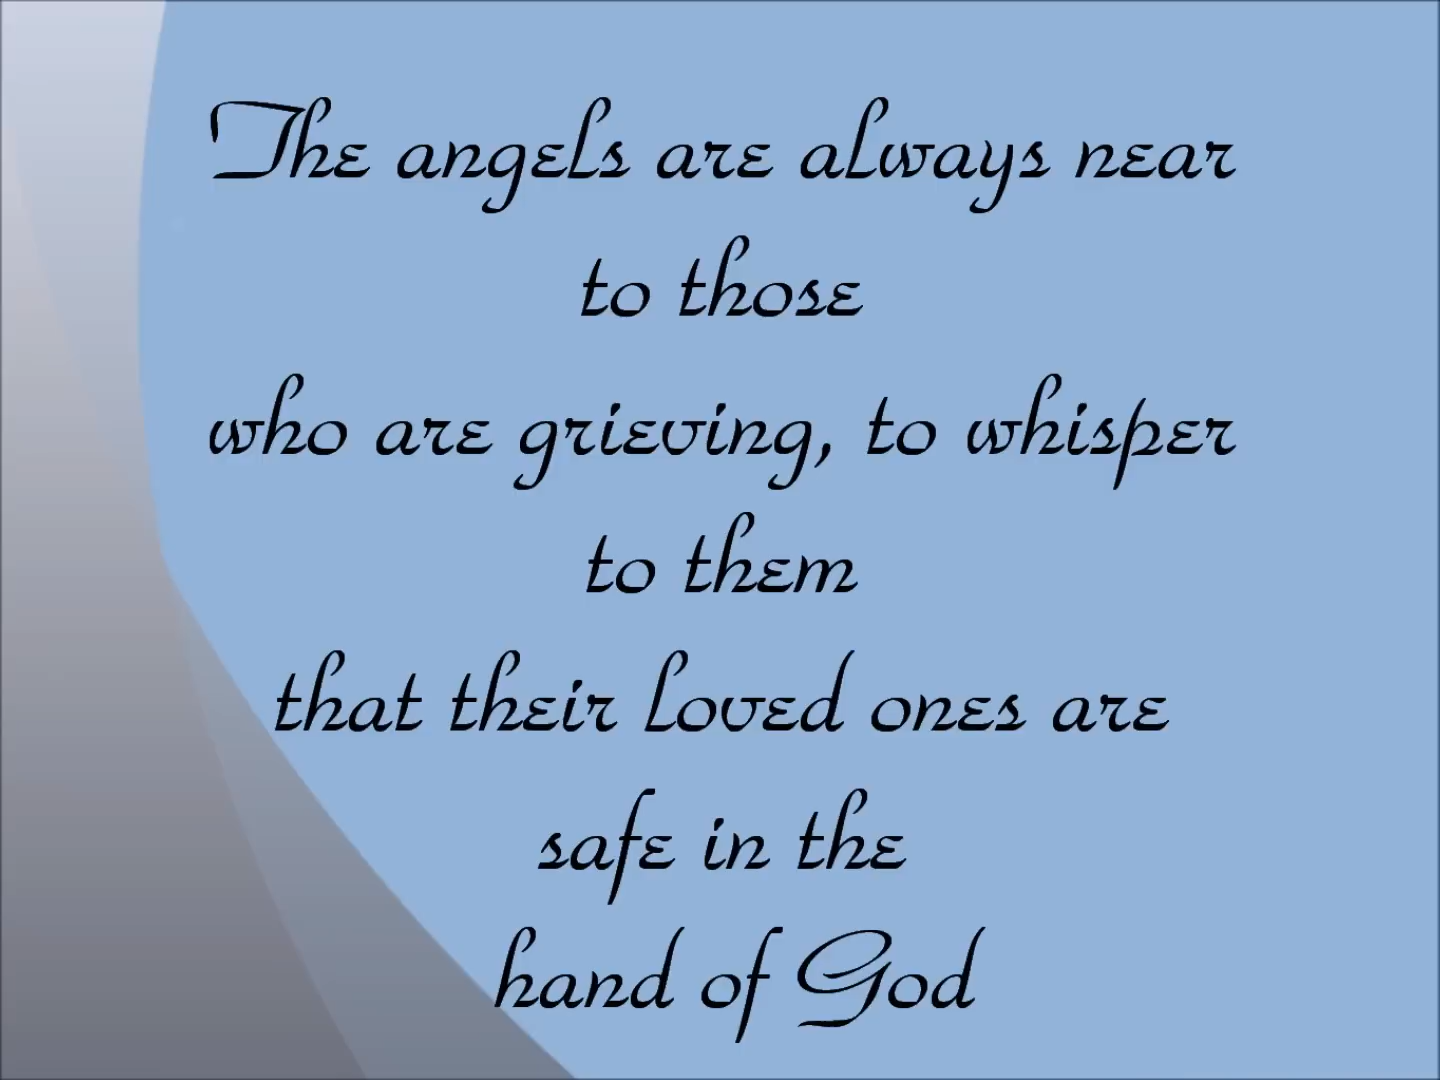 The angels are always near
to those
who are grieving, to whisper
to them
that their loved ones are
safe in the
hand of God